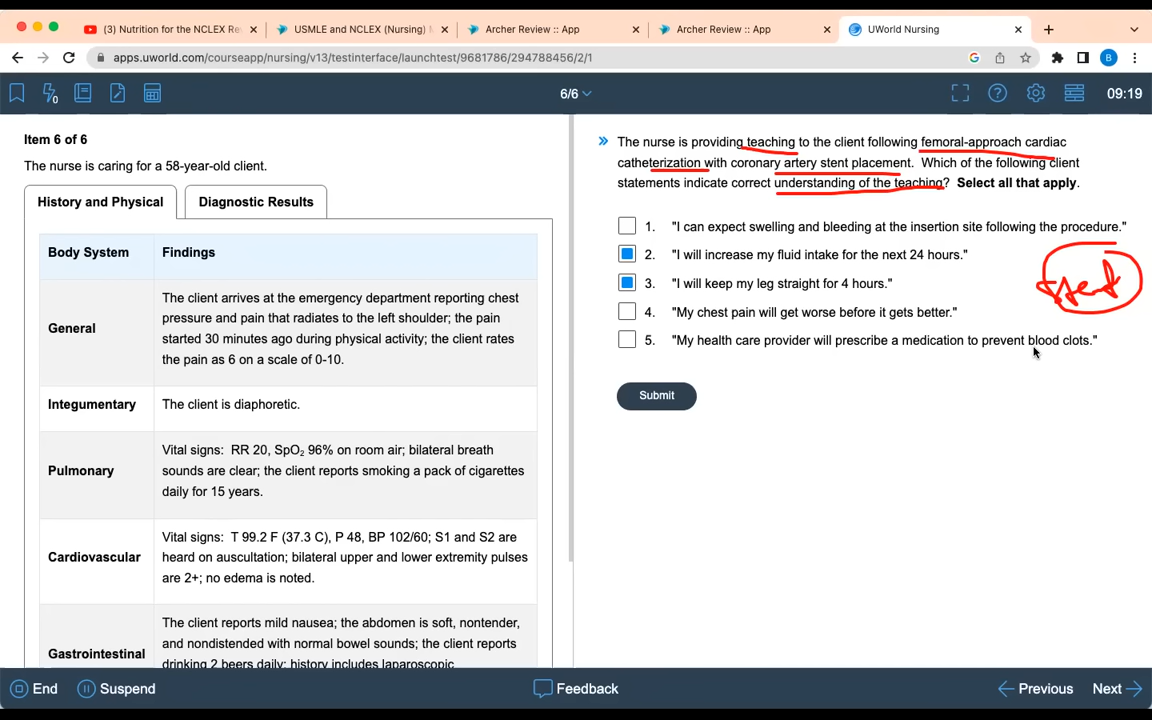 (3) Nutrition for the NCLEX Re
USMLE and NCLEX (Nursing)
Archer Review :: App
Archer Review :: App
UWorld Nursing
apps.uworld.com/courseapp/nursing/v13/testinterface/launchtest/9681786/294788456/2/1
B
0
6/6
09:19
Item 6 of 6
The nurse is caring for a 58-year-old client.
History and Physical
Diagnostic Results
Body System Findings
General
The client arrives at the emergency department reporting chest
pressure and pain that radiates to the left shoulder; the pain
started 30 minutes ago during physical activity; the client rates
the pain as 6 on a scale of 0-10.
Integumentary The client is diaphoretic.
Pulmonary
Vital signs: RR 20, SpO₂ 96% on room air; bilateral breath
sounds are clear; the client reports smoking a pack of cigarettes
daily for 15 years.
Cardiovascular
Vital signs: T 99.2 F (37.3 C), P 48, BP 102/60; S1 and S2 are
heard on auscultation; bilateral upper and lower extremity pulses
are 2+; no edema is noted.
Gastrointestinal
The client reports mild nausea; the abdomen is soft, nontender,
and nondistended with normal bowel sounds; the client reports
drinking 2 beers daily; history includes laparoscopic
The nurse is providing teaching to the client following femoral-approach cardiac
catheterization with coronary artery stent placement. Which of the following client
statements indicate correct understanding of the teaching? Select all that apply.
1. "I can expect swelling and bleeding at the insertion site following the procedure."
2. "I will increase my fluid intake for the next 24 hours."
3. "I will keep my leg straight for 4 hours."
4. "My chest pain will get worse before it gets better."
5. "My health care provider will prescribe a medication to prevent blood clots."
stent
Submit
End
Suspend
Feedback
Previous
Next